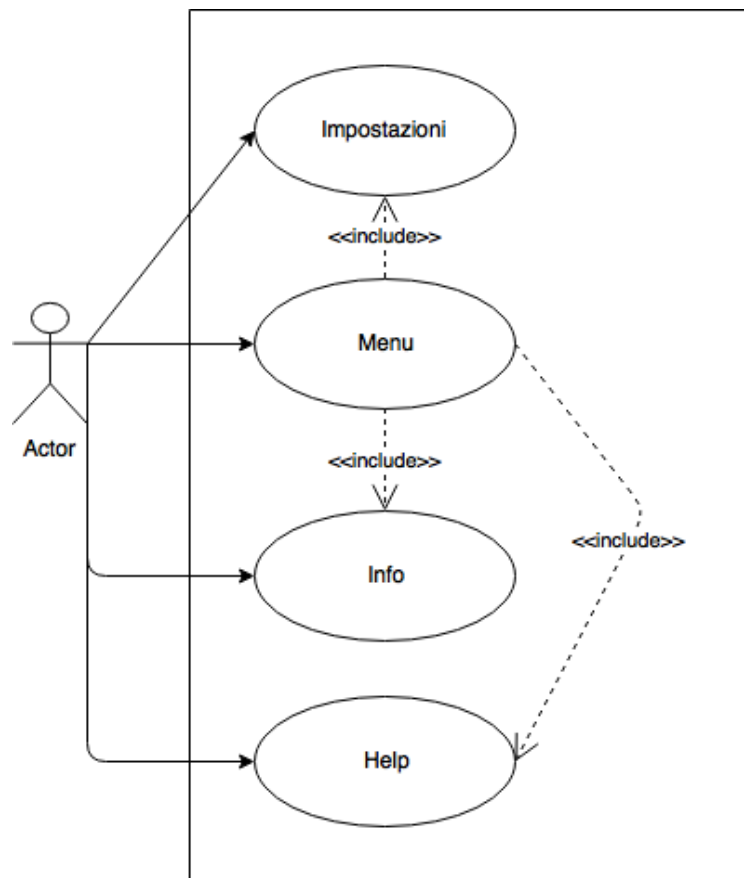 Impostazioni
<<include>>
Menu
Actor
<<include>>
<<include>>
Info
Help